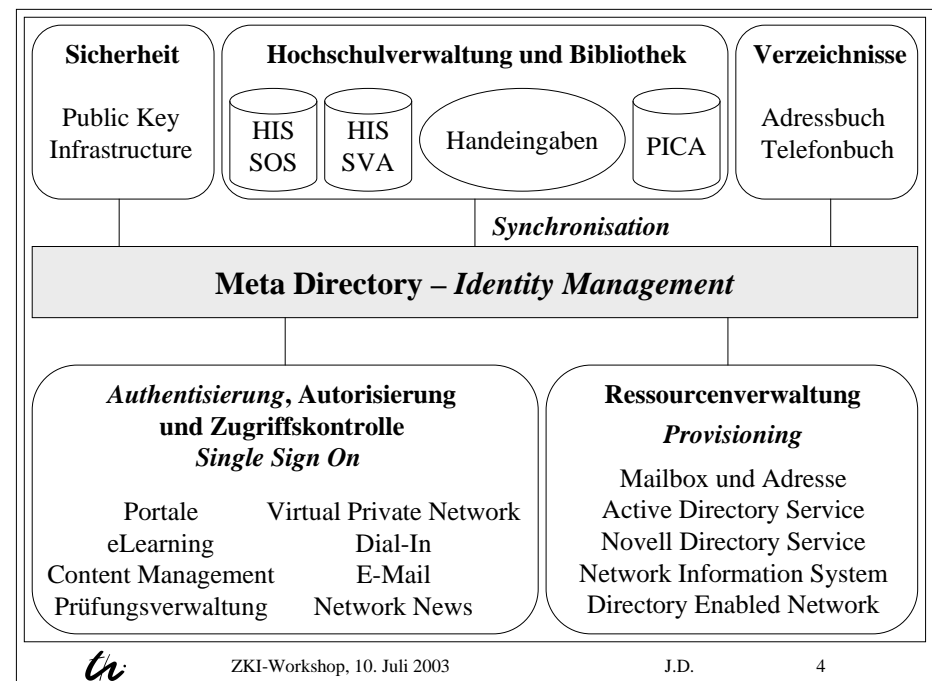 Sicherheit
Public Key
Infrastructure
Hochschulverwaltung und Bibliothek
HIS
SOS
HIS
SVA
Handeingaben
PICA
Verzeichnisse
Adressbuch
Telefonbuch
Synchronisation
Meta Directory – Identity Management
Authentisierung, Autorisierung
und Zugriffskontrolle
Single Sign On
Portale
eLearning
Content Management
Prüfungsverwaltung
Virtual Private Network
Dial-In
E-Mail
Network News
Ressourcenverwaltung
Provisioning
Mailbox und Adresse
Active Directory Service
Novell Directory Service
Network Information System
Directory Enabled Network
th
ZKI-Workshop, 10. Juli 2003
J.D.
4